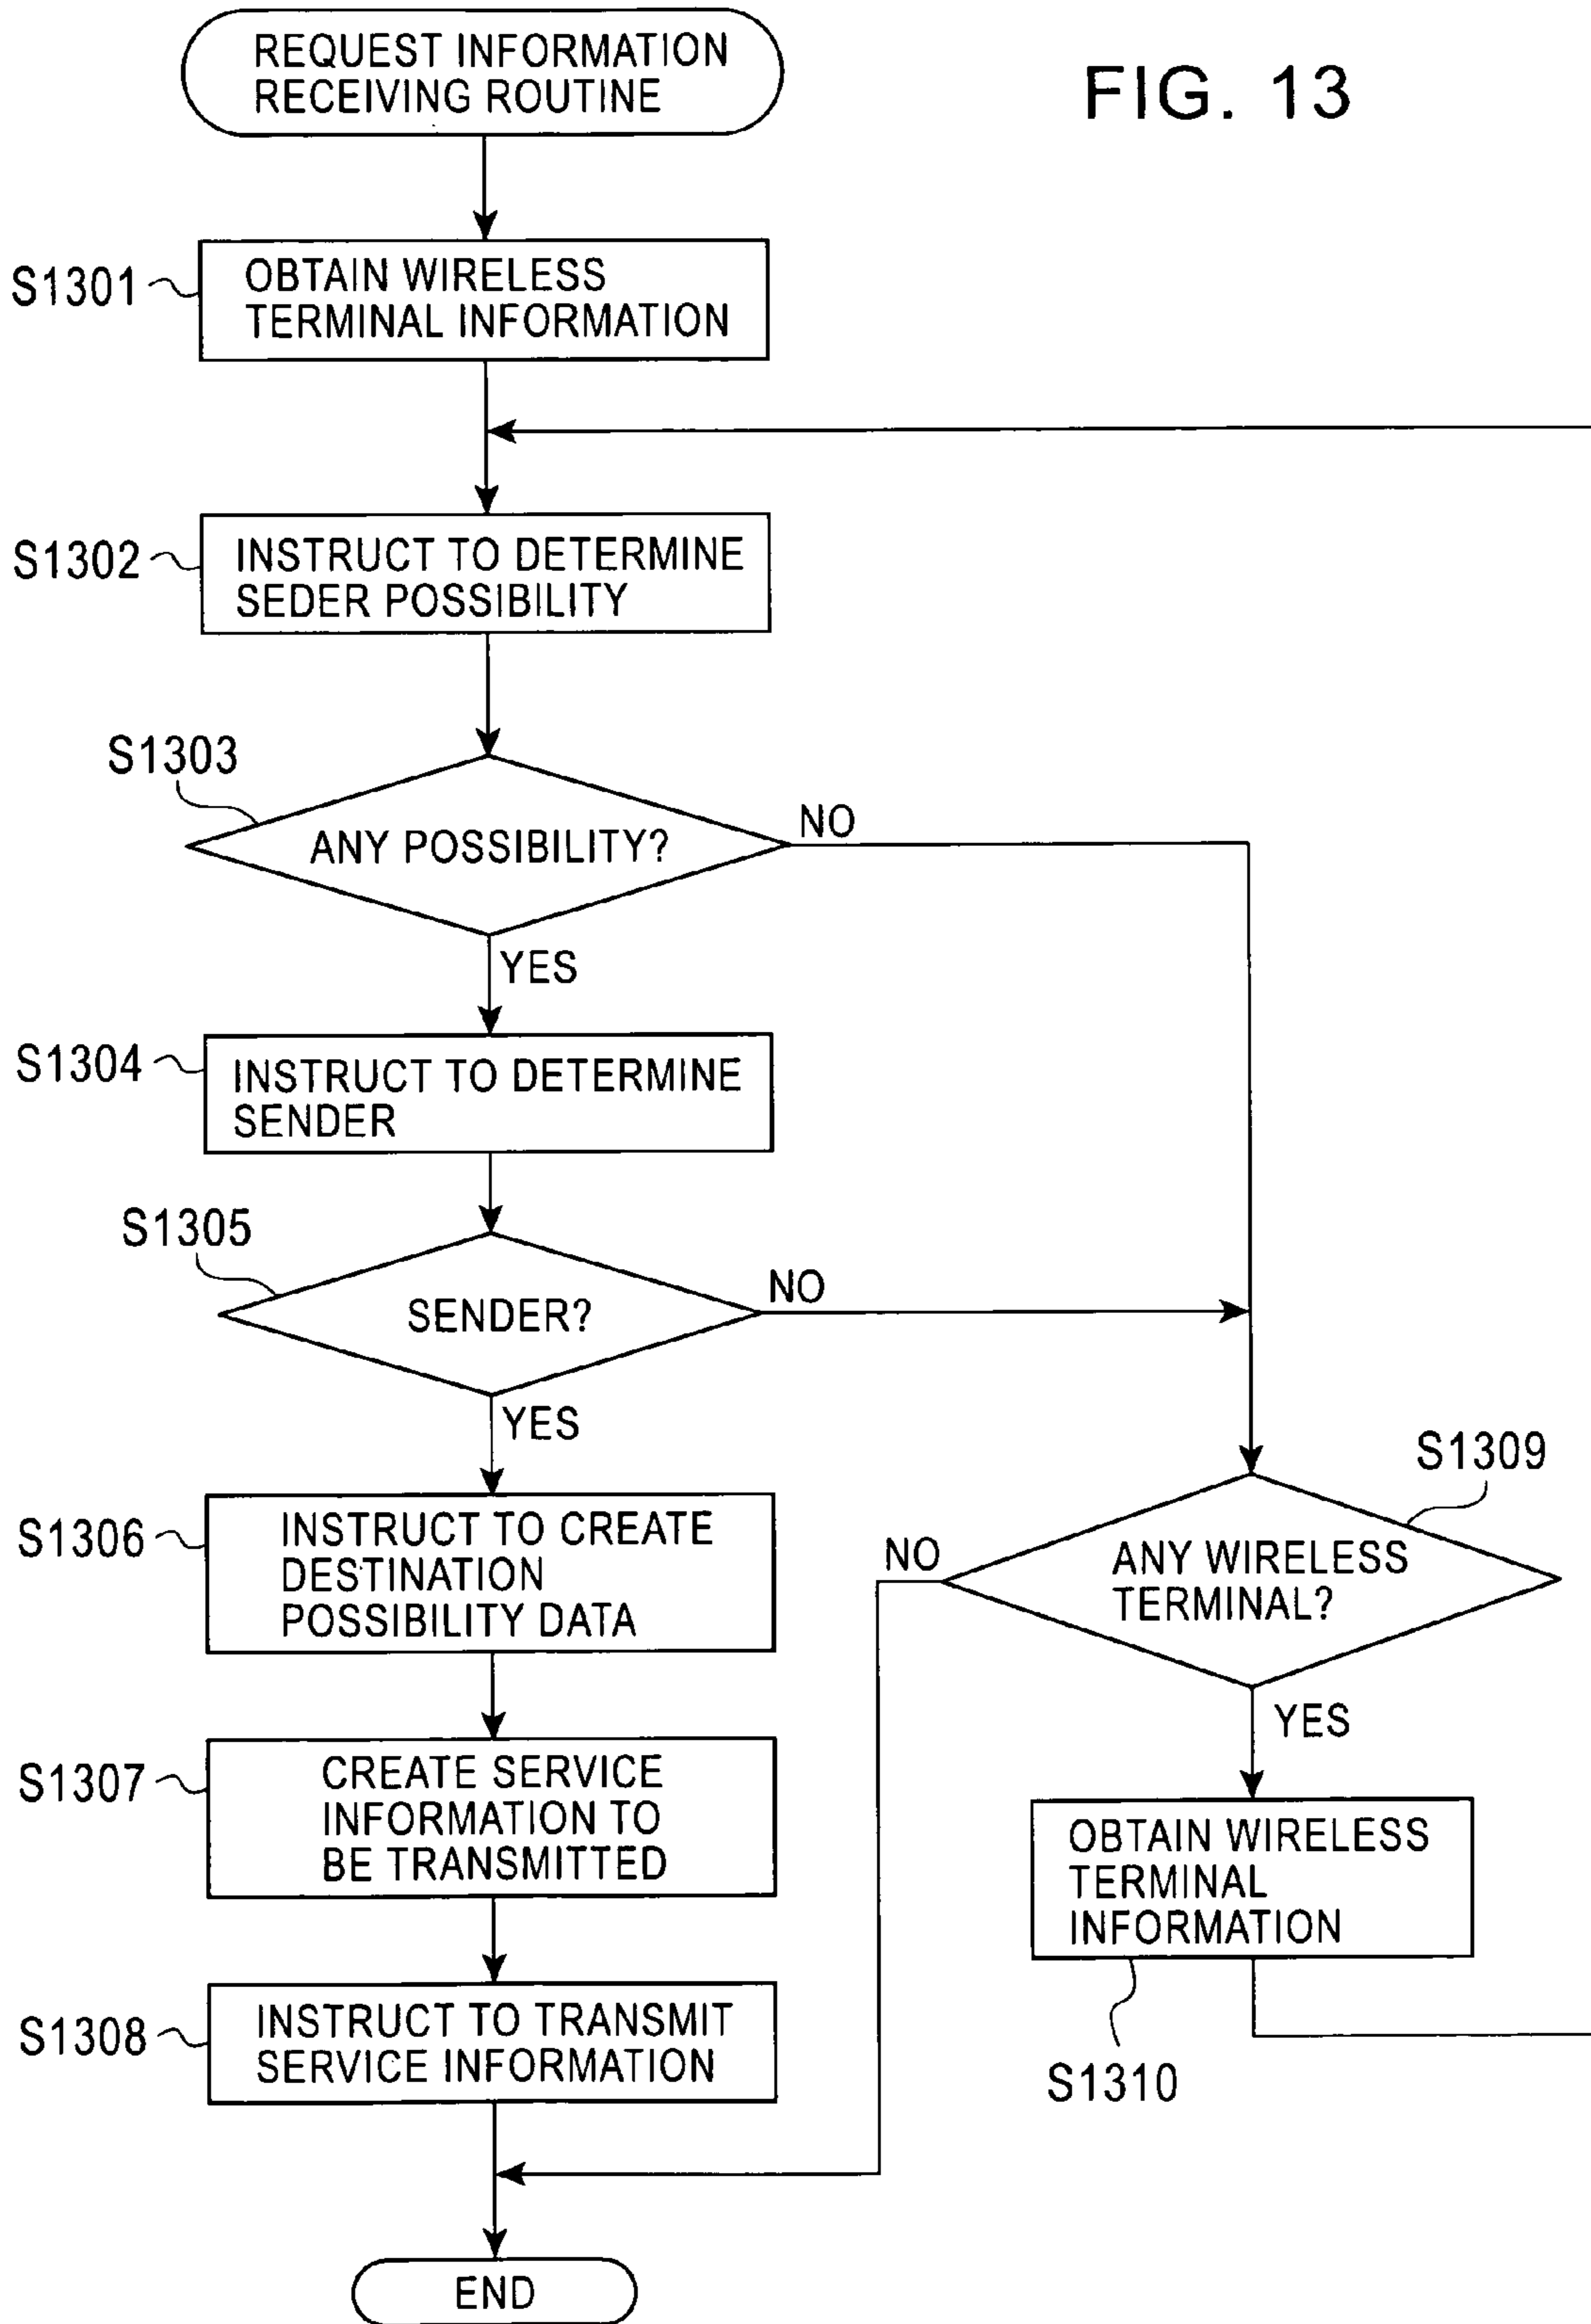 REQUEST INFORMATION
RECEIVING ROUTINE
FIG. 13
S1301
OBTAIN WIRELESS
TERMINAL INFORMATION
S1302
INSTRUCT TO DETERMINE
SEDER POSSIBILITY
S1303
ANY POSSIBILITY?
NO
YES
S1304
INSTRUCT TO DETERMINE
SENDER
S1305
SENDER?
NO
YES
S1306
INSTRUCT TO CREATE
DESTINATION
POSSIBILITY DATA
S1309
ANY WIRELESS
TERMINAL?
NO
YES
S1307
CREATE SERVICE
INFORMATION TO
BE TRANSMITTED
OBTAIN WIRELESS
TERMINAL
INFORMATION
S1310
S1308
INSTRUCT TO TRANSMIT
SERVICE INFORMATION
END